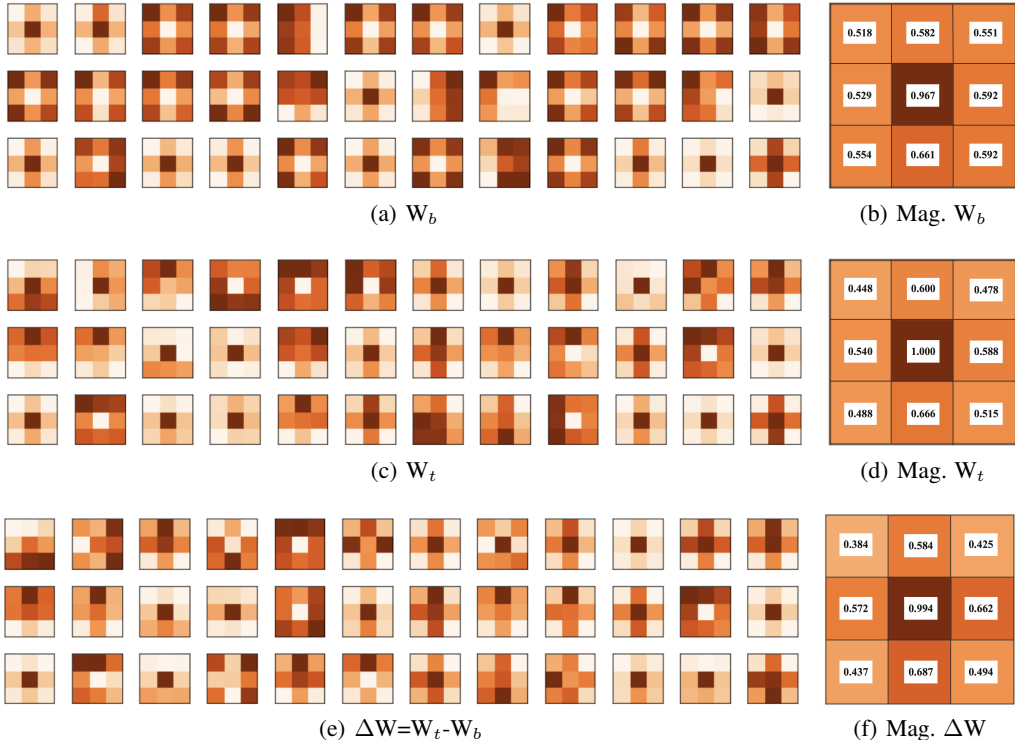 0.518 0.582 0.551
0.529 0.967 0.592
0.554 0.661 0.592
(a) W_b (b) Mag. W_b
0.448 0.600 0.478
0.540 1.000 0.588
0.488 0.666 0.515
(c) W_t (d) Mag. W_t
0.384 0.584 0.425
0.572 0.994 0.662
0.437 0.687 0.494
(e) ΔW=W_t-W_b (f) Mag. ΔW